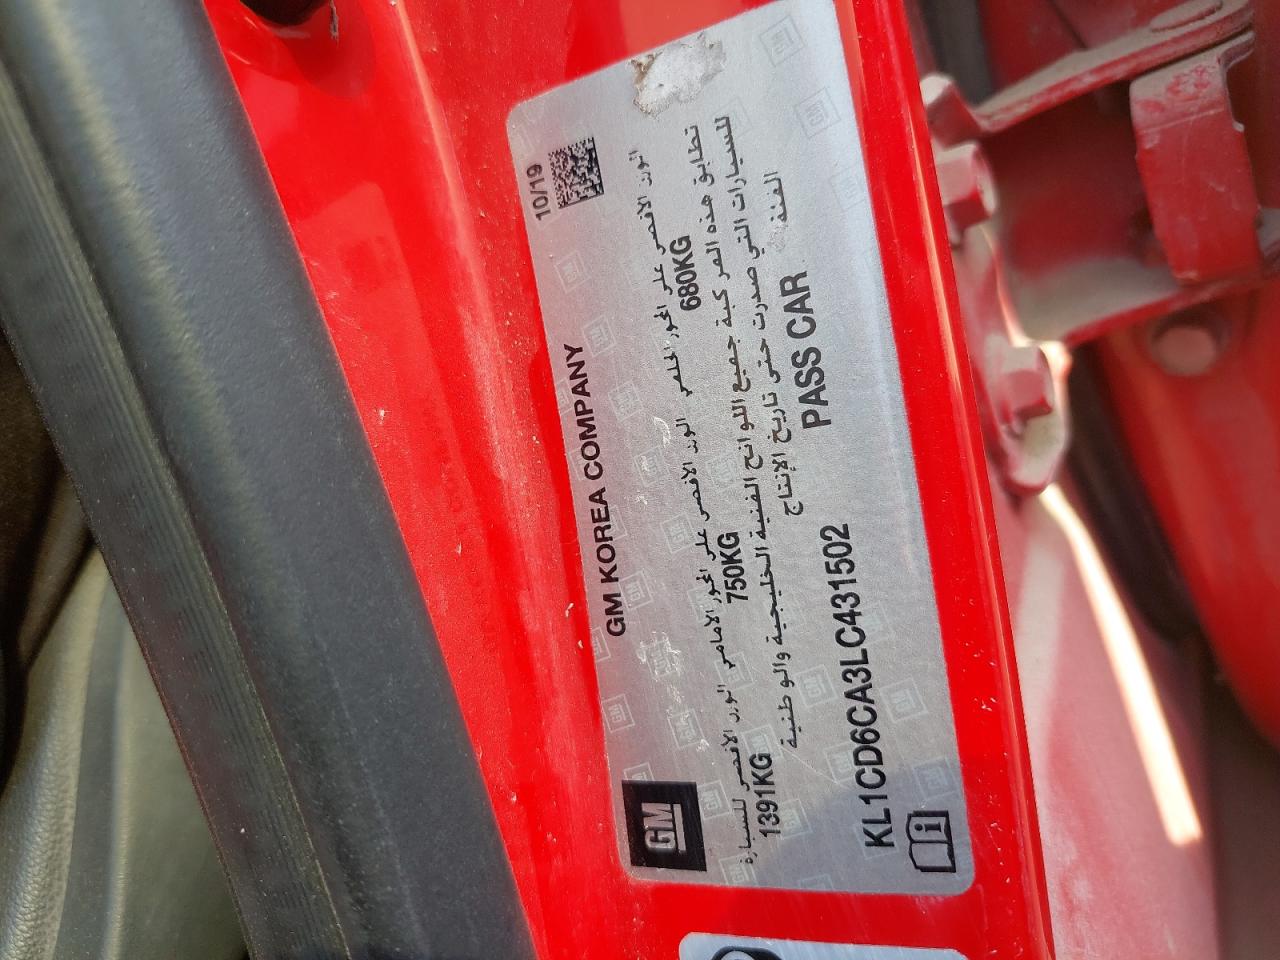 GM KOREA COMPANY
10/19
GM
الوزن الأقصى للسيارة الوزن الأقصى على المحور الأمامي الوزن الأقصى على المحور الخلفي
1391KG 750KG 680KG
تطابق هذه المركبة جميع اللوائح الفنية الخليجية والوطنية
للسيارات التي صدرت حتى تاريخ الإنتاج
الفئة
PASS CAR
KL1CD6CA3LC431502